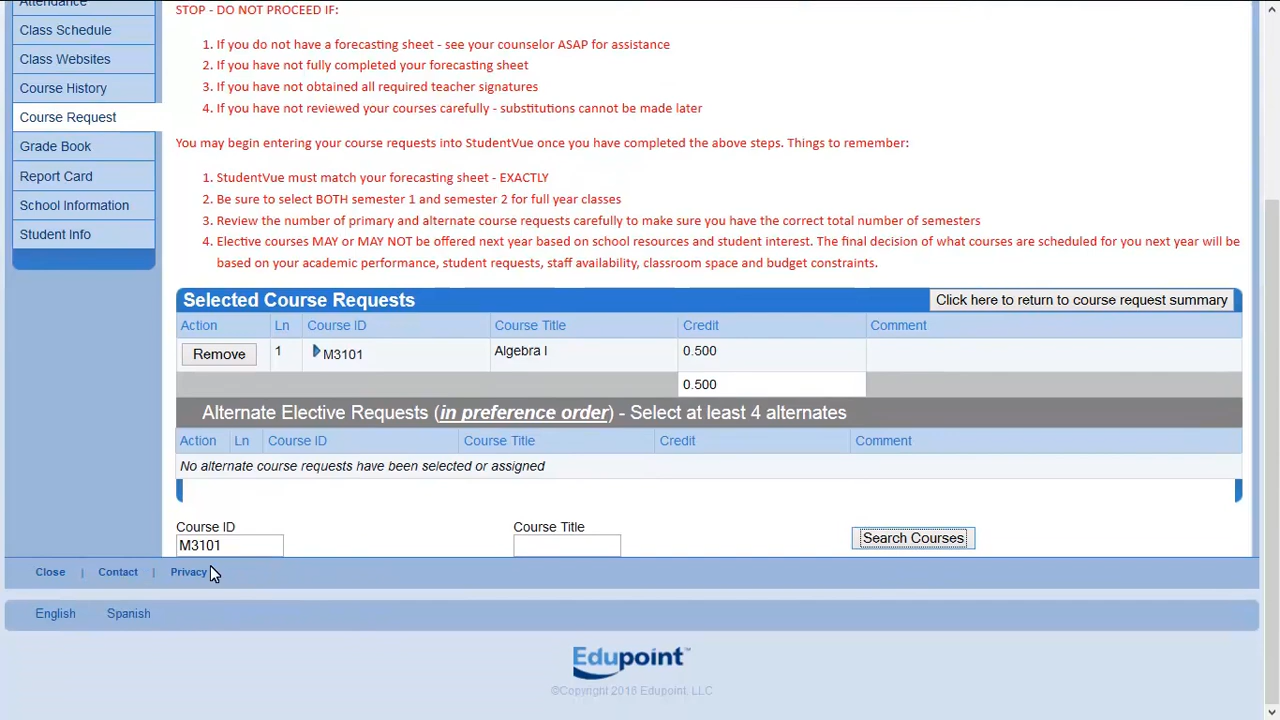 Attendance
Class Schedule
Class Websites
Course History
Course Request
Grade Book
Report Card
School Information
Student Info
STOP - DO NOT PROCEED IF:
1. If you do not have a forecasting sheet - see your counselor ASAP for assistance
2. If you have not fully completed your forecasting sheet
3. If you have not obtained all required teacher signatures
4. If you have not reviewed your courses carefully - substitutions cannot be made later
You may begin entering your course requests into StudentVue once you have completed the above steps. Things to remember:
1. StudentVue must match your forecasting sheet - EXACTLY
2. Be sure to select BOTH semester 1 and semester 2 for full year classes
3. Review the number of primary and alternate course requests carefully to make sure you have the correct total number of semesters
4. Elective courses MAY or MAY NOT be offered next year based on school resources and student interest. The final decision of what courses are scheduled for you next year will be
based on your academic performance, student requests, staff availability, classroom space and budget constraints.
Selected Course Requests Click here to return to course request summary
Action Ln Course ID Course Title Credit Comment
Remove 1 M3101 Algebra I 0.500
0.500
Alternate Elective Requests (in preference order) - Select at least 4 alternates
Action Ln Course ID Course Title Credit Comment
No alternate course requests have been selected or assigned
Course ID Course Title
M3101 Search Courses
Close | Contact | Privacy
English Spanish
Edupoint™
©Copyright 2018 Edupoint, LLC